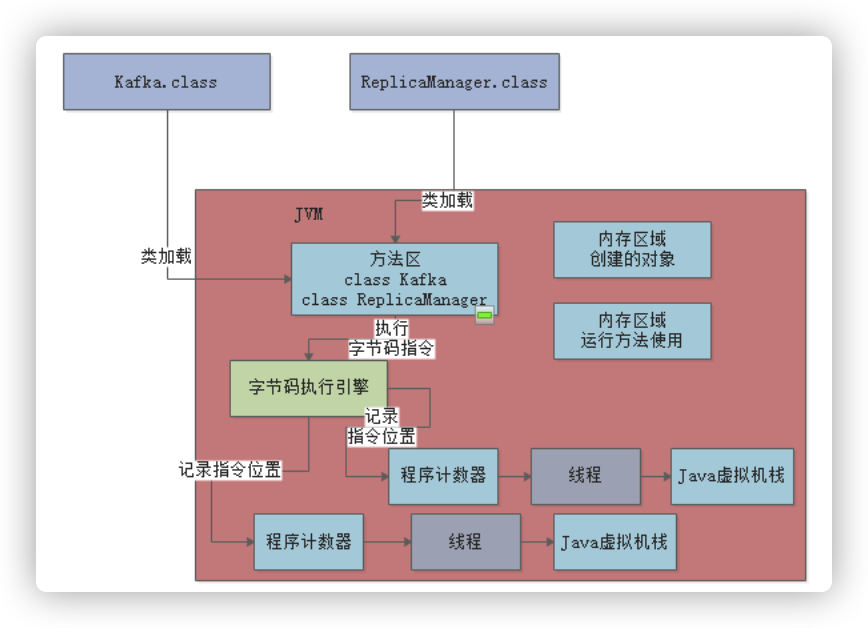 Kafka.class
ReplicaManager.class
类加载
JVM
类加载
方法区
class Kafka
class ReplicaManager
内存区域
创建的对象
内存区域
运行方法使用
执行
字节码指令
字节码执行引擎
记录
指令位置
记录指令位置
程序计数器
线程
Java虚拟机栈
程序计数器
线程
Java虚拟机栈